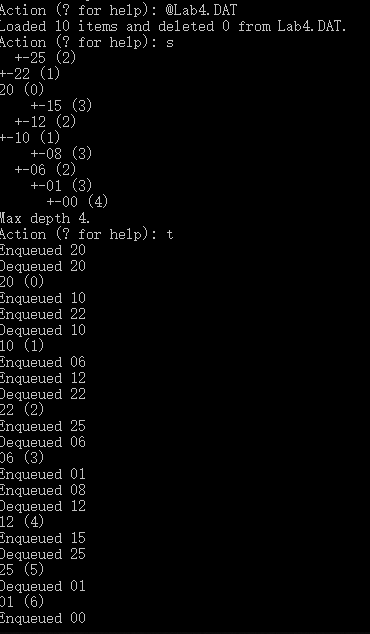 Action (? for help): @Lab4.DAT
Loaded 10 items and deleted 0 from Lab4.DAT.
Action (? for help): s
+-25 (2)
+-22 (1)
20 (0)
+-15 (3)
+-12 (2)
+-10 (1)
+-08 (3)
+-06 (2)
+-01 (3)
+-00 (4)
Max depth 4.
Action (? for help): t
Enqueued 20
Dequeued 20
20 (0)
Enqueued 10
Enqueued 22
Dequeued 10
10 (1)
Enqueued 06
Enqueued 12
Dequeued 22
22 (2)
Enqueued 25
Dequeued 06
06 (3)
Enqueued 01
Enqueued 08
Dequeued 12
12 (4)
Enqueued 15
Dequeued 25
25 (5)
Dequeued 01
01 (6)
Enqueued 00